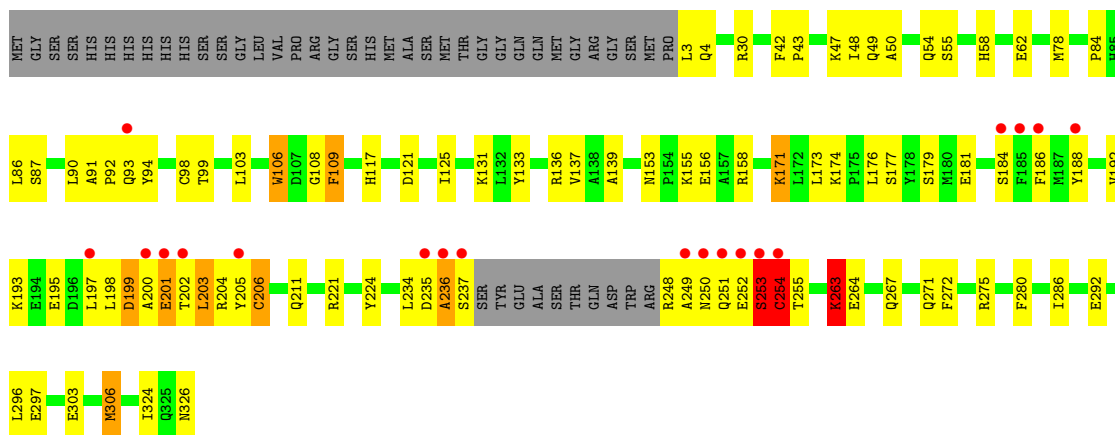 MET GLY SER SER HIS HIS HIS HIS HIS HIS SER SER GLY LEU VAL PRO ARG GLY SER HIS MET ALA SER MET THR GLY GLY GLN GLN MET GLY ARG GLY SER MET PRO L3 Q4 R30 F42 P43 K47 I48 Q49 A50 Q54 S55 H58 E62 M78 P84 H85
L86 S87 L90 A91 P92 Q93 Y94 C98 T99 L103 W106 D107 G108 F109 H117 D121 I125 K131 L132 Y133 R136 V137 A138 A139 N153 P154 K155 E156 A157 R158 K171 L172 L173 K174 P175 L176 S177 Y178 S179 M180 E181 S184 F185 F186 M187 Y188 V192
K193 E194 E195 D196 L197 L198 D199 A200 E201 T202 L203 R204 Y205 C206 Q211 R221 Y224 L234 D235 A236 S237 SER TYR GLU ALA SER THR GLN ASP TRP ARG R248 A249 N250 Q251 E252 S253 C254 T255 K263 E264 Q267 Q271 F272 R275 F280 I286 E292
L296 E297 E303 M306 I324 Q325 N326